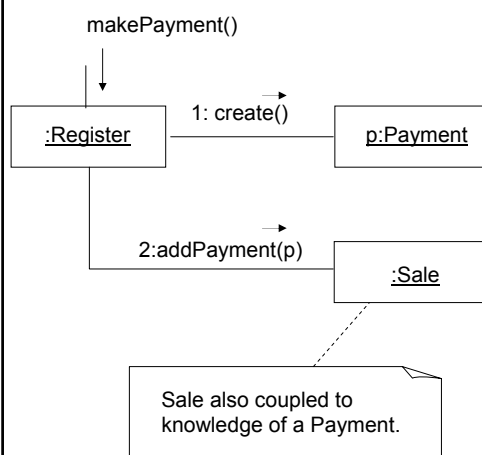 makePayment()
1: create()
:Register
p:Payment
2:addPayment(p)
:Sale
Sale also coupled to
knowledge of a Payment.